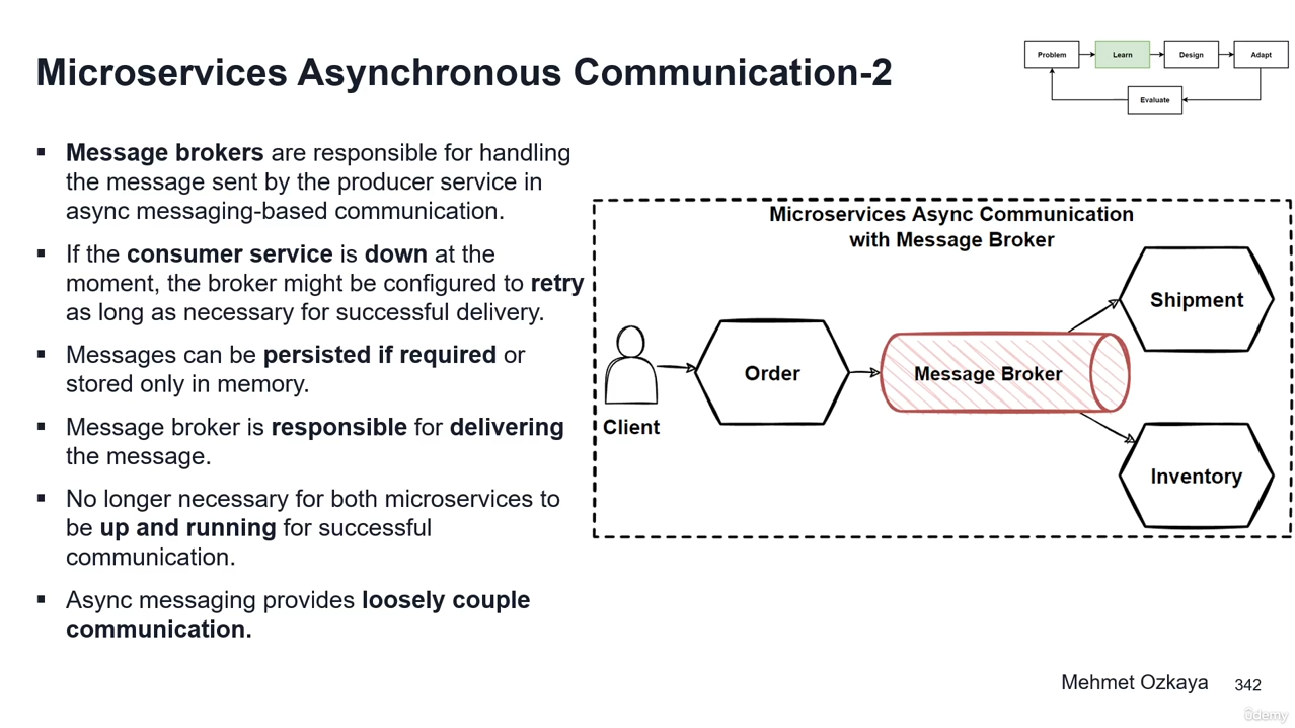 Microservices Asynchronous Communication-2
Problem
Learn
Design
Adapt
Evaluate
▪ Message brokers are responsible for handling
the message sent by the producer service in
async messaging-based communication.
▪ If the consumer service is down at the
moment, the broker might be configured to retry
as long as necessary for successful delivery.
▪ Messages can be persisted if required or
stored only in memory.
▪ Message broker is responsible for delivering
the message.
▪ No longer necessary for both microservices to
be up and running for successful
communication.
▪ Async messaging provides loosely couple
communication.
Microservices Async Communication
with Message Broker
Client
Order
Message Broker
Shipment
Inventory
Mehmet Ozkaya
342
ûdemy